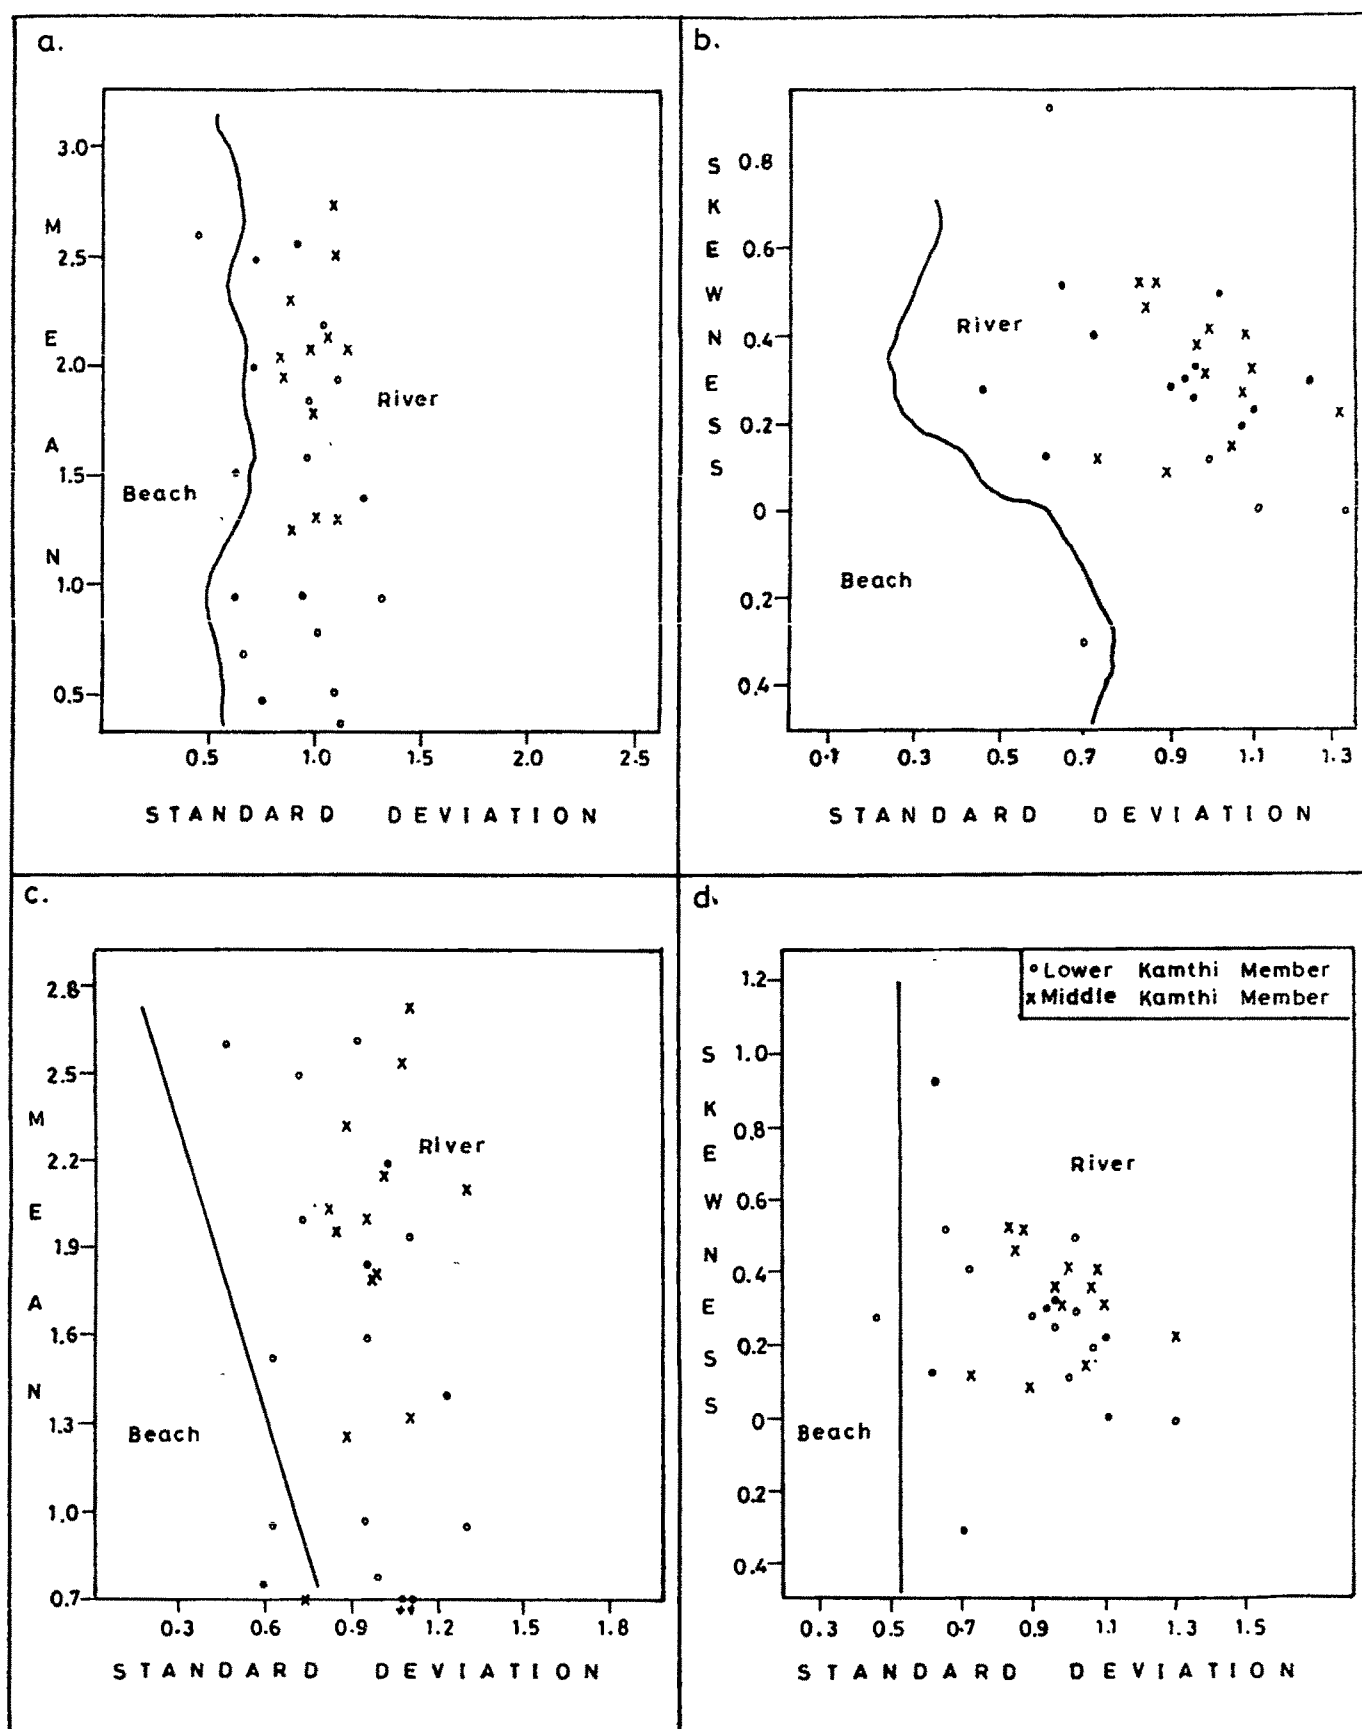 a.
3.0
2.5
2.0
1.5
1.0
0.5
M E A N
River
Beach
0.5 1.0 1.5 2.0 2.5
STANDARD DEVIATION
b.
0.8
0.6
0.4
0.2
0
0.2
0.4
SKEWNESS
River
Beach
0.1 0.3 0.5 0.7 0.9 1.1 1.3
STANDARD DEVIATION
c.
2.8
2.5
2.2
1.9
1.6
1.3
1.0
0.7
M E A N
River
Beach
0.3 0.6 0.9 1.2 1.5 1.8
STANDARD DEVIATION
d.
Lower Kamthi Member
Middle Kamthi Member
1.2
1.0
0.8
0.6
0.4
0.2
0
0.2
0.4
SKEWNESS
River
Beach
0.3 0.5 0.7 0.9 1.1 1.3 1.5
STANDARD DEVIATION